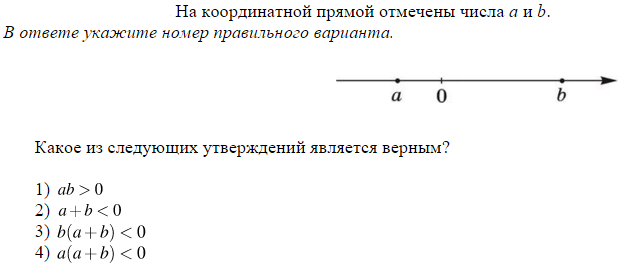 На координатной прямой отмечены числа a и b.
В ответе укажите номер правильного варианта.
a 0 b
Какое из следующих утверждений является верным?
1) ab > 0
2) a + b < 0
3) b(a + b) < 0
4) a(a + b) < 0